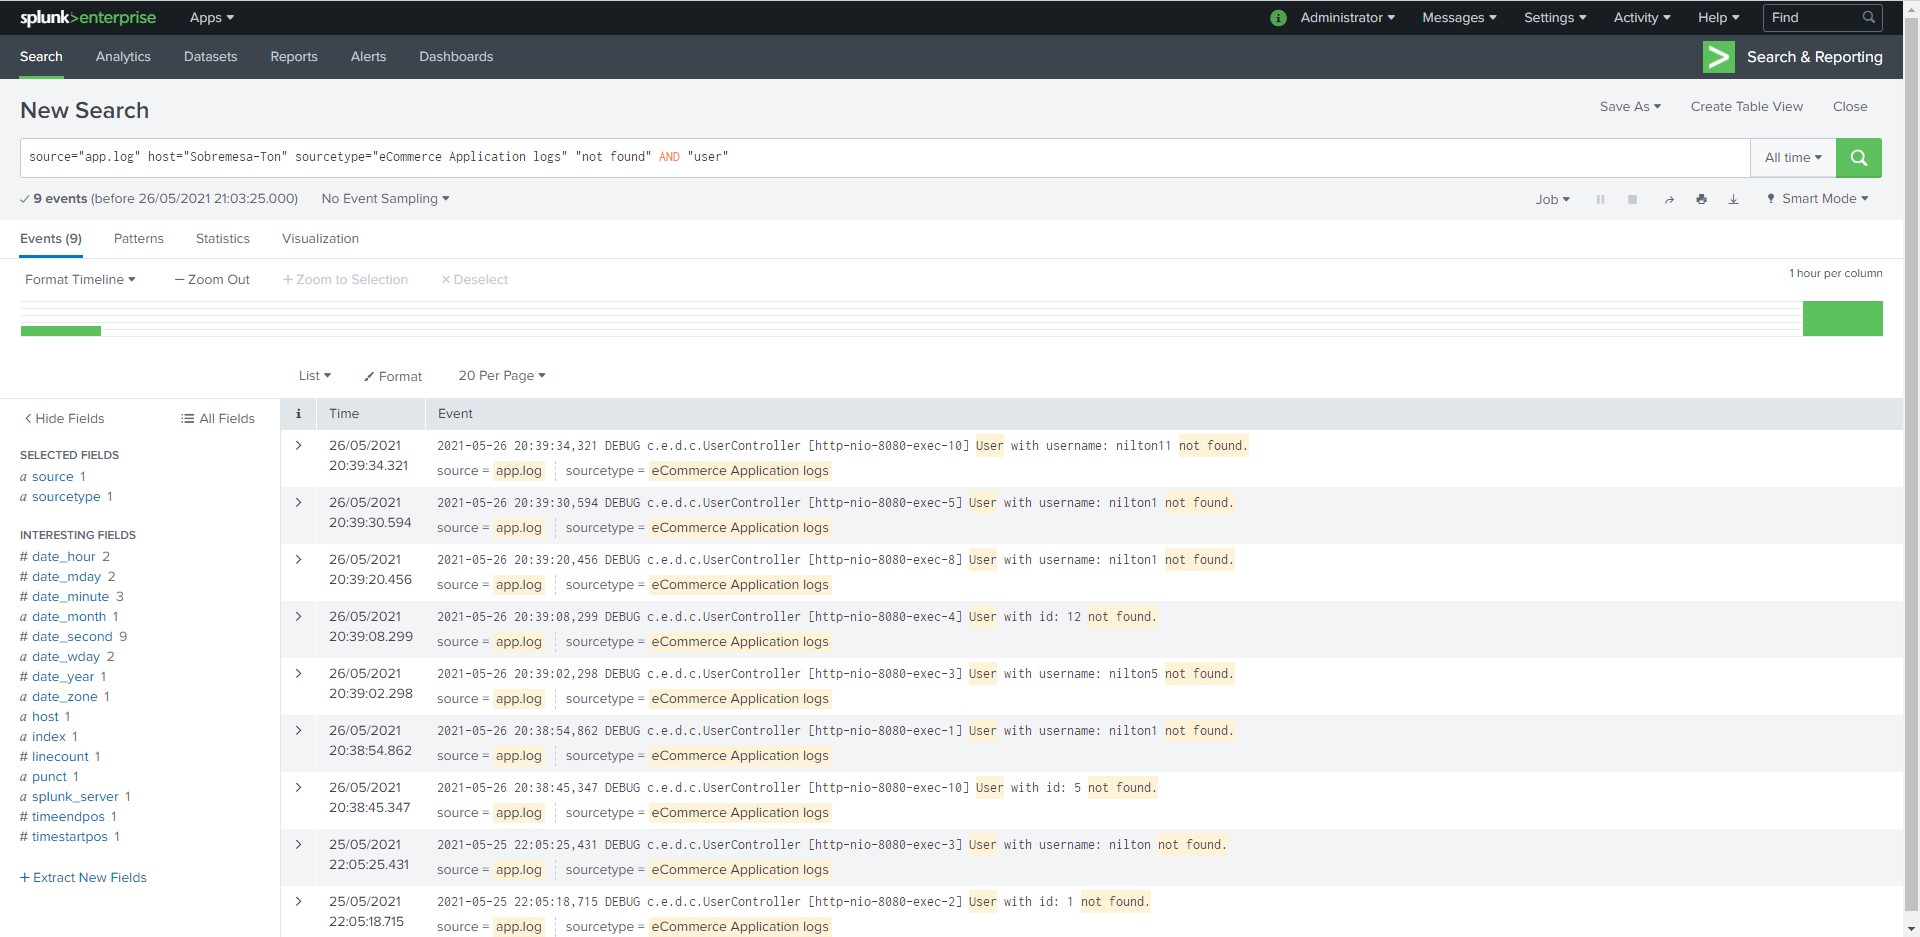 splunk>enterprise Apps Administrator Messages Settings Activity Help Find
Search Analytics Datasets Reports Alerts Dashboards Search & Reporting
New Search Save As Create Table View Close
source="app.log" host="Sobremesa-Ton" sourcetype="eCommerce Application logs" "not found" AND "user" All time
9 events (before 26/05/2021 21:03:25.000) No Event Sampling Job Smart Mode
Events (9) Patterns Statistics Visualization
Format Timeline — Zoom Out + Zoom to Selection × Deselect 1 hour per column
List Format 20 Per Page
< Hide Fields All Fields
SELECTED FIELDS
a source 1
a sourcetype 1
INTERESTING FIELDS
# date_hour 2
# date_mday 2
# date_minute 3
a date_month 1
# date_second 9
a date_wday 2
# date_year 1
a date_zone 1
a host 1
a index 1
# linecount 1
a punct 1
a splunk_server 1
# timeendpos 1
# timestartpos 1
+ Extract New Fields
i Time Event
26/05/2021 2021-05-26 20:39:34,321 DEBUG c.e.d.c.UserController [http-nio-8080-exec-10] User with username: nilton11 not found.
20:39:34.321 source = app.log sourcetype = eCommerce Application logs
26/05/2021 2021-05-26 20:39:30,594 DEBUG c.e.d.c.UserController [http-nio-8080-exec-5] User with username: nilton1 not found.
20:39:30.594 source = app.log sourcetype = eCommerce Application logs
26/05/2021 2021-05-26 20:39:20,456 DEBUG c.e.d.c.UserController [http-nio-8080-exec-8] User with username: nilton1 not found.
20:39:20.456 source = app.log sourcetype = eCommerce Application logs
26/05/2021 2021-05-26 20:39:08,299 DEBUG c.e.d.c.UserController [http-nio-8080-exec-4] User with id: 12 not found.
20:39:08.299 source = app.log sourcetype = eCommerce Application logs
26/05/2021 2021-05-26 20:39:02,298 DEBUG c.e.d.c.UserController [http-nio-8080-exec-3] User with username: nilton5 not found.
20:39:02.298 source = app.log sourcetype = eCommerce Application logs
26/05/2021 2021-05-26 20:38:54,862 DEBUG c.e.d.c.UserController [http-nio-8080-exec-1] User with username: nilton1 not found.
20:38:54.862 source = app.log sourcetype = eCommerce Application logs
26/05/2021 2021-05-26 20:38:45,347 DEBUG c.e.d.c.UserController [http-nio-8080-exec-10] User with id: 5 not found.
20:38:45.347 source = app.log sourcetype = eCommerce Application logs
25/05/2021 2021-05-25 22:05:25,431 DEBUG c.e.d.c.UserController [http-nio-8080-exec-3] User with username: nilton not found.
22:05:25.431 source = app.log sourcetype = eCommerce Application logs
25/05/2021 2021-05-25 22:05:18,715 DEBUG c.e.d.c.UserController [http-nio-8080-exec-2] User with id: 1 not found.
22:05:18.715 source = app.log sourcetype = eCommerce Application logs